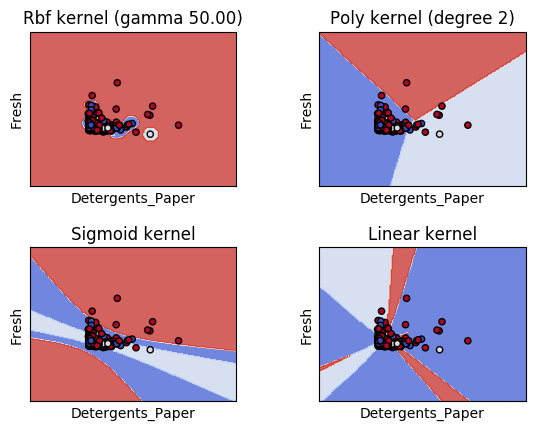 Rbf kernel (gamma 50.00)
Poly kernel (degree 2)
Fresh
Fresh
Detergents_Paper
Detergents_Paper
Sigmoid kernel
Linear kernel
Fresh
Fresh
Detergents_Paper
Detergents_Paper